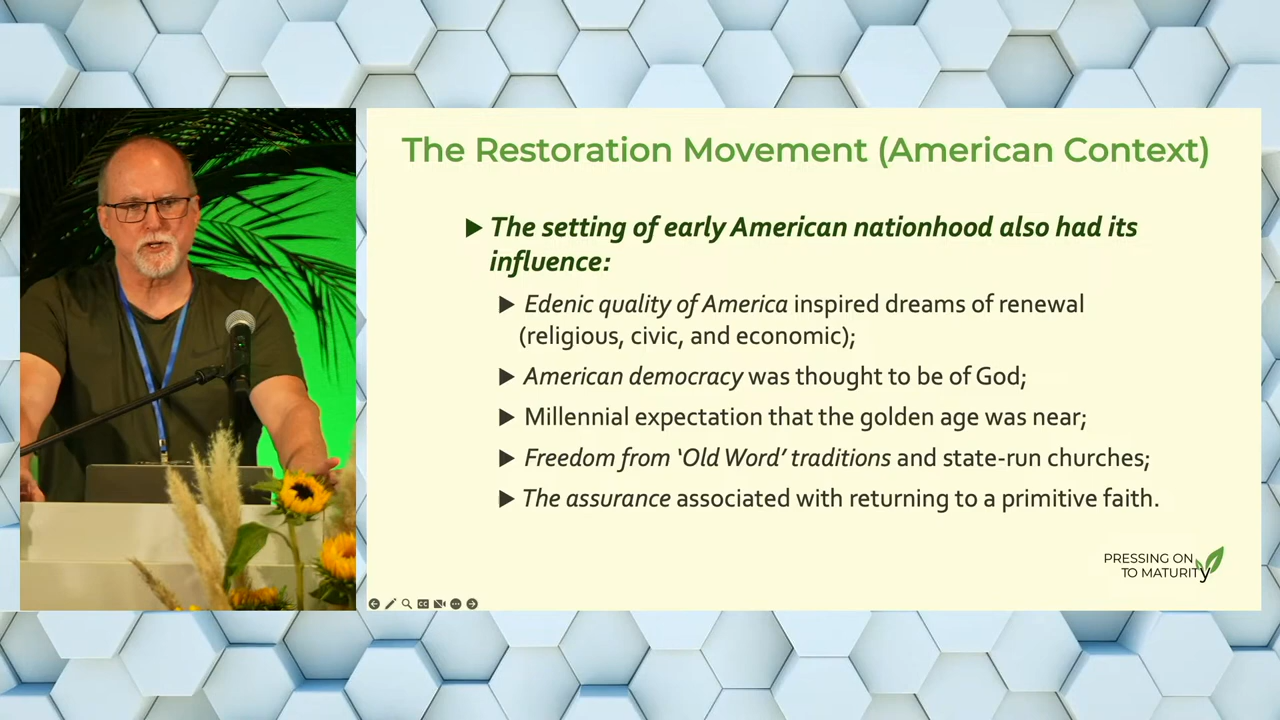 The Restoration Movement (American Context)
The setting of early American nationhood also had its
influence:
Edenic quality of America inspired dreams of renewal
(religious, civic, and economic);
American democracy was thought to be of God;
Millennial expectation that the golden age was near;
Freedom from ‘Old Word’ traditions and state-run churches;
The assurance associated with returning to a primitive faith.
PRESSING ON
TO MATURITy